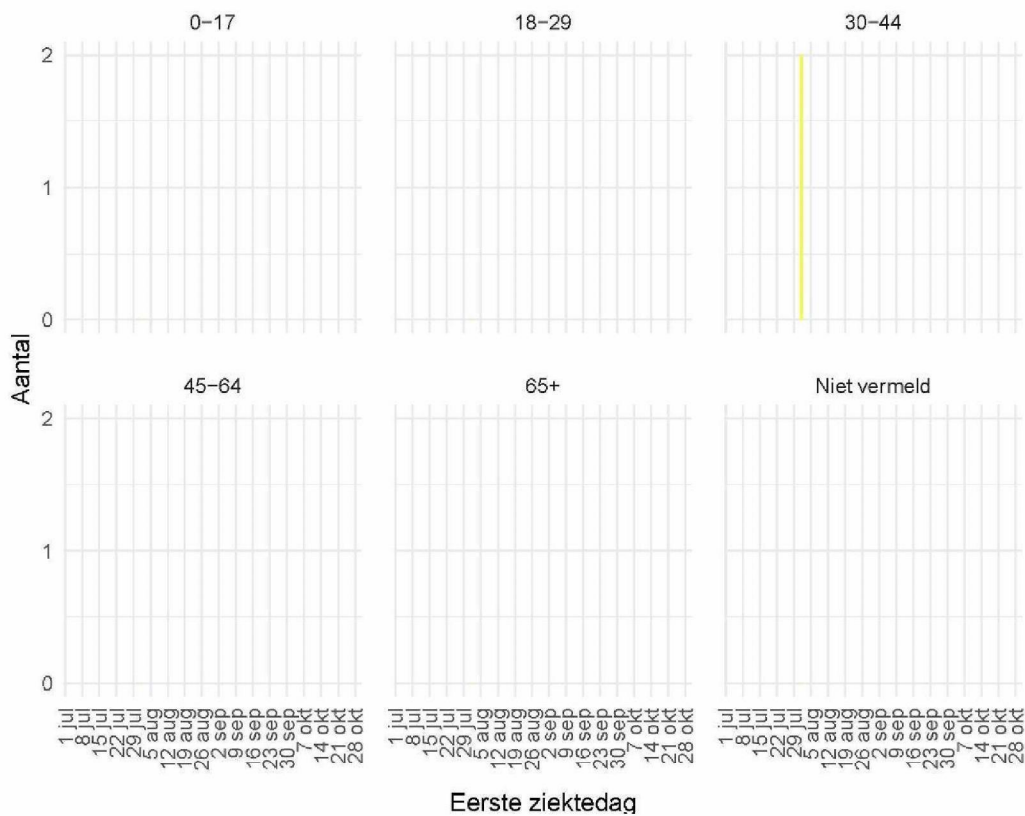 0-17
18-29
30-44
2
1
0
Aantal
45-64
65+
Niet vermeld
2
1
0
1 jul
8 jul
15 jul
22 jul
29 jul
5 aug
12 aug
19 aug
26 aug
2 sep
9 sep
16 sep
23 sep
30 sep
7 okt
14 okt
21 okt
28 okt
1 jul
8 jul
15 jul
22 jul
29 jul
5 aug
12 aug
19 aug
26 aug
2 sep
9 sep
16 sep
23 sep
30 sep
7 okt
14 okt
21 okt
28 okt
1 jul
8 jul
15 jul
22 jul
29 jul
5 aug
12 aug
19 aug
26 aug
2 sep
9 sep
16 sep
23 sep
30 sep
7 okt
14 okt
21 okt
28 okt
Eerste ziektedag